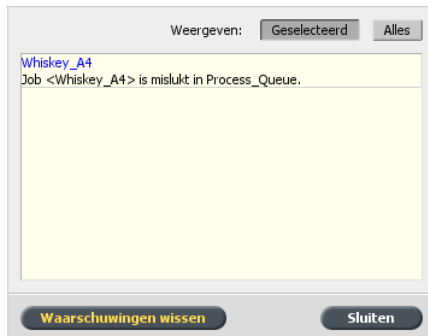 Weergeven: Geselecteerd Alles
Whiskey_A4
Job <Whiskey_A4> is mislukt in Process_Queue.
Waarschuwingen wissen Sluiten